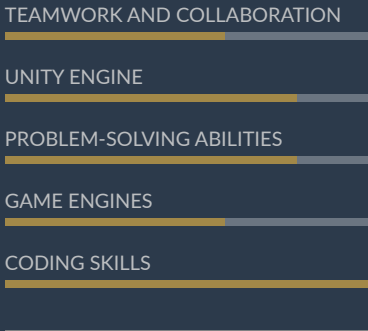 TEAMWORK AND COLLABORATION
UNITY ENGINE
PROBLEM-SOLVING ABILITIES
GAME ENGINES
CODING SKILLS